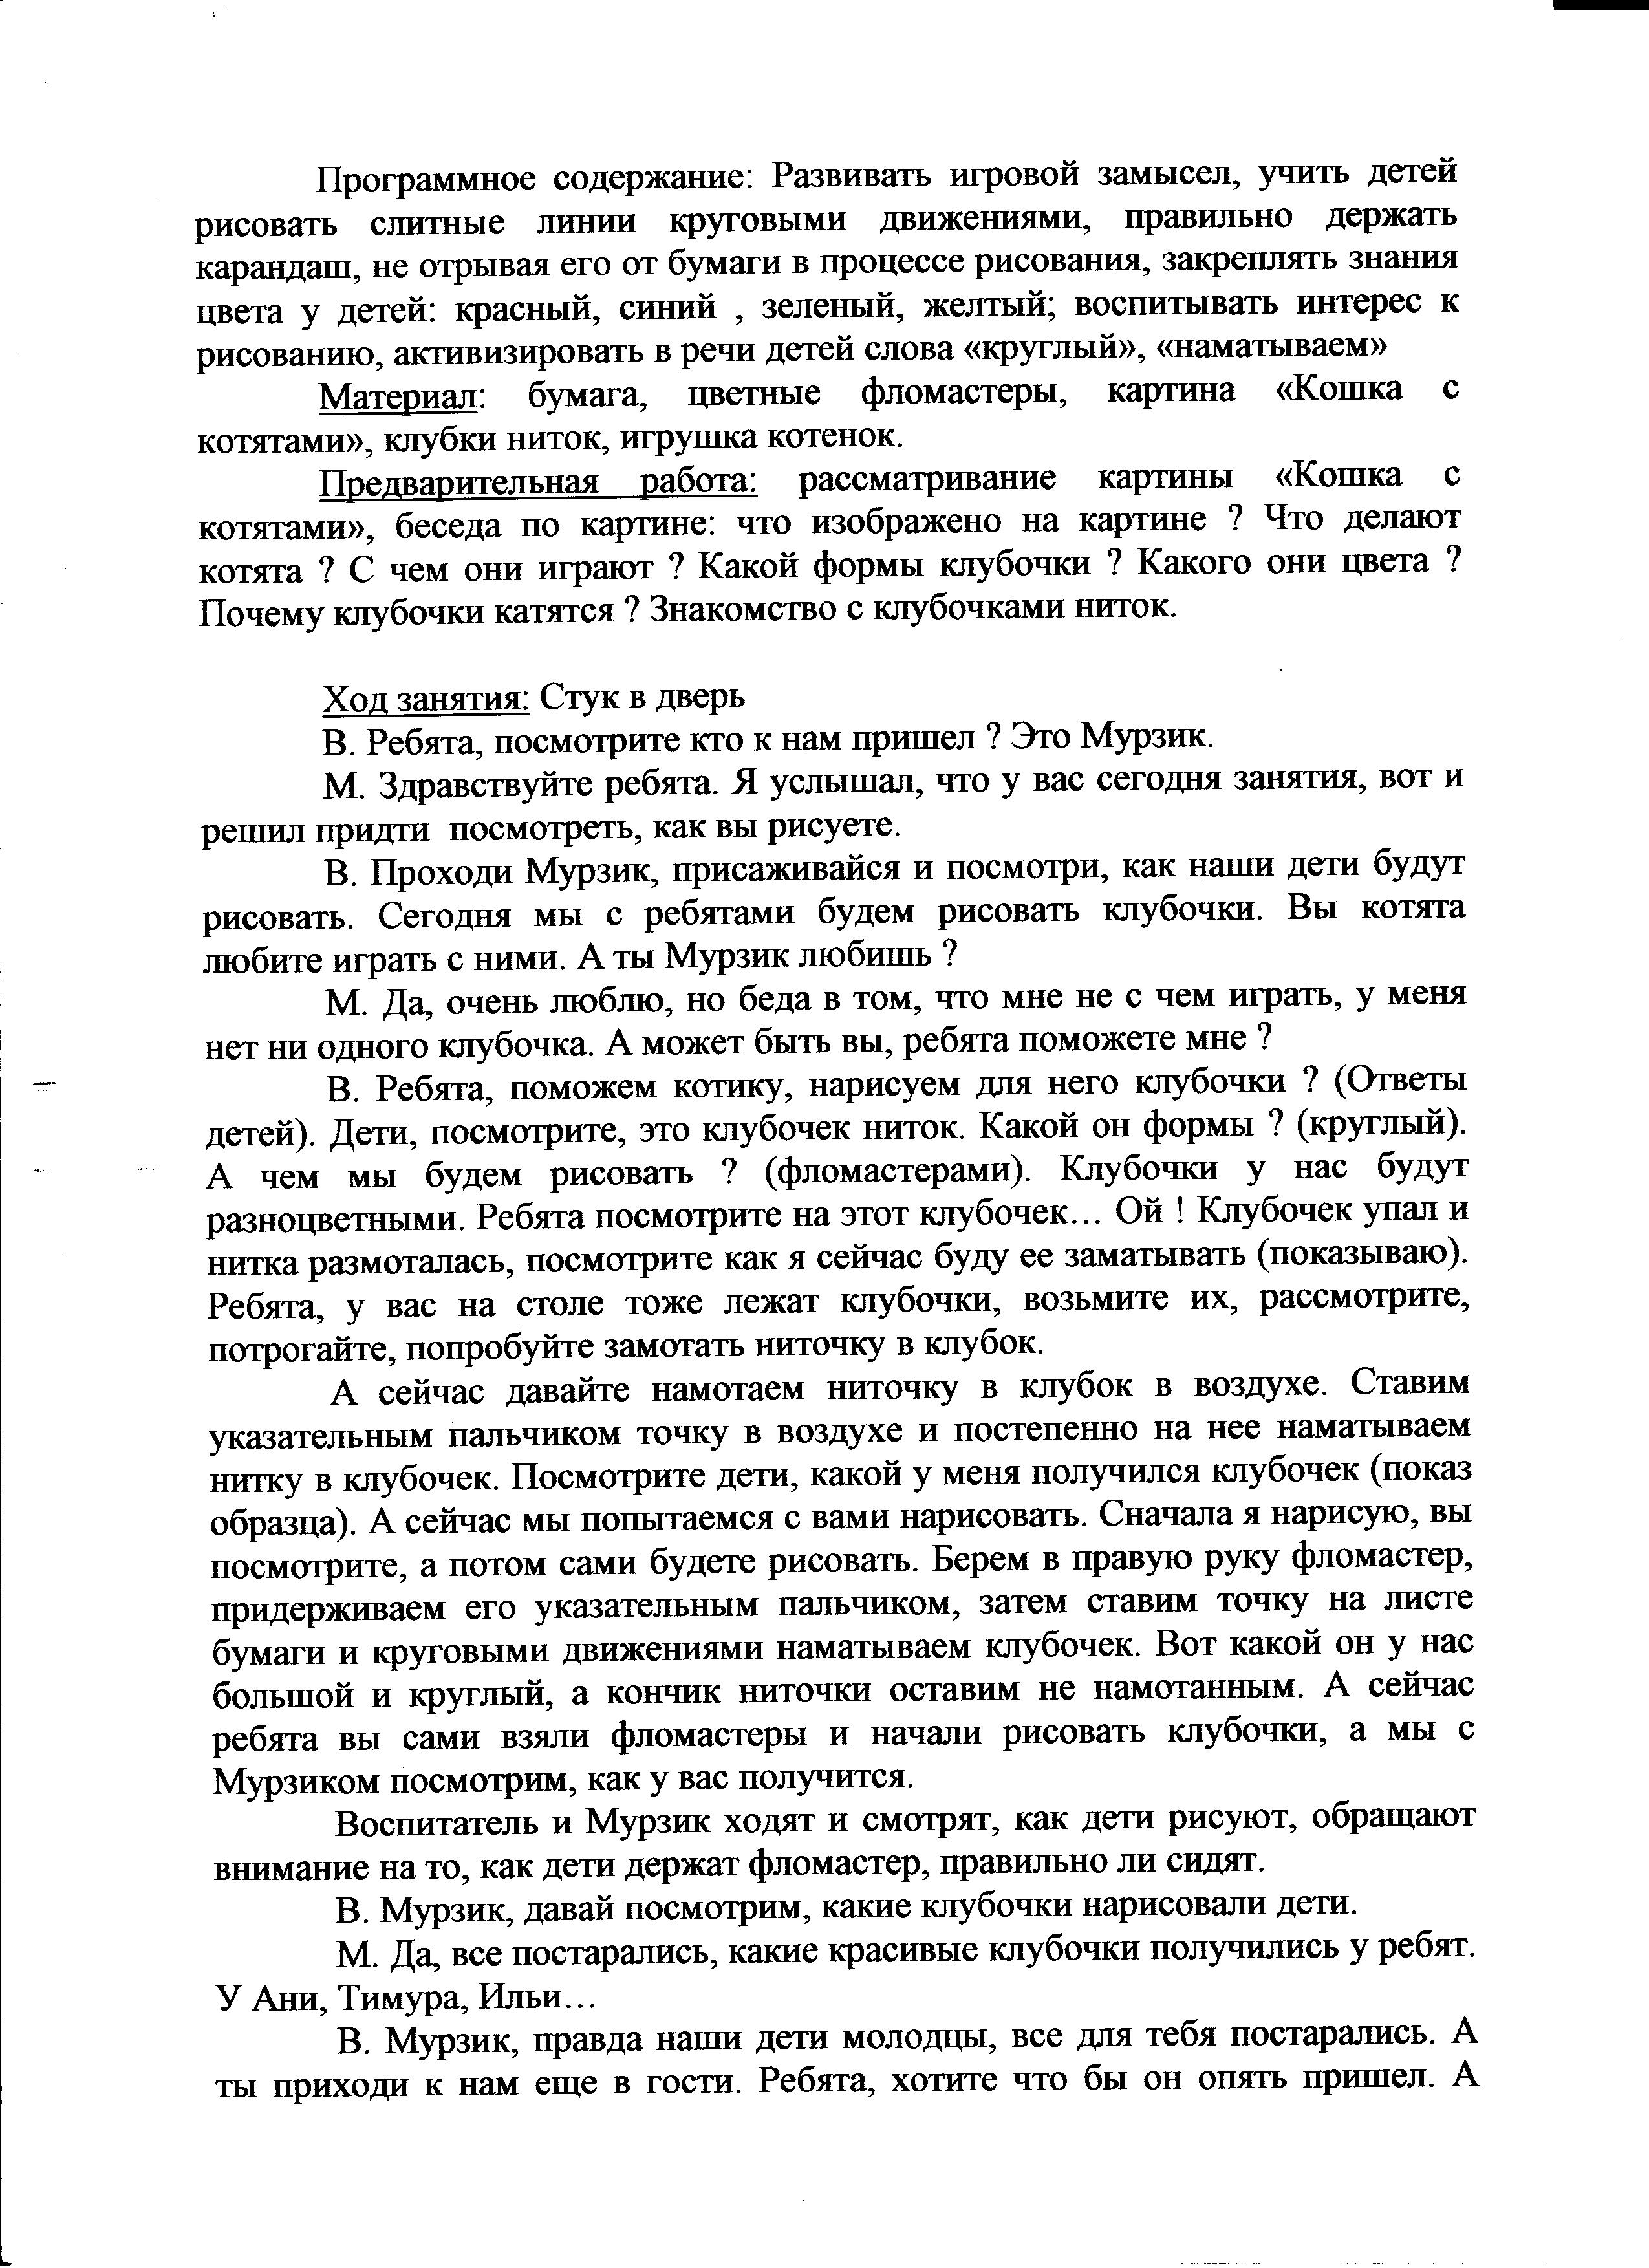 Программное содержание: Развивать игровой замысел, учить детей
рисовать слитные линии круговыми движениями, правильно держать
карандаш, не отрывая его от бумаги в процессе рисования, закреплять знания
цвета у детей: красный, синий , зеленый, желтый; воспитывать интерес к
рисованию, активизировать в речи детей слова «круглый», «наматываем»
Материал: бумага, цветные фломастеры, картина «Кошка с
котятами», клубки ниток, игрушка котенок.
Предварительная работа: рассматривание картины «Кошка с
котятами», беседа по картине: что изображено на картине ? Что делают
котята ? С чем они играют ? Какой формы клубочки ? Какого они цвета ?
Почему клубочки катятся ? Знакомство с клубочками ниток.
Ход занятия: Стук в дверь
В. Ребята, посмотрите кто к нам пришел ? Это Мурзик.
М. Здравствуйте ребята. Я услышал, что у вас сегодня занятия, вот и
решил придти посмотреть, как вы рисуете.
В. Проходи Мурзик, присаживайся и посмотри, как наши дети будут
рисовать. Сегодня мы с ребятами будем рисовать клубочки. Вы котята
любите играть с ними. А ты Мурзик любишь ?
М. Да, очень люблю, но беда в том, что мне не с чем играть, у меня
нет ни одного клубочка. А может быть вы, ребята поможете мне ?
В. Ребята, поможем котику, нарисуем для него клубочки ? (Ответы
детей). Дети, посмотрите, это клубочек ниток. Какой он формы ? (круглый).
А чем мы будем рисовать ? (фломастерами). Клубочки у нас будут
разноцветными. Ребята посмотрите на этот клубочек... Ой ! Клубочек упал и
нитка размоталась, посмотрите как я сейчас буду ее заматывать (показываю).
Ребята, у вас на столе тоже лежат клубочки, возьмите их, рассмотрите,
потрогайте, попробуйте замотать ниточку в клубок.
А сейчас давайте намотаем ниточку в клубок в воздухе. Ставим
указательным пальчиком точку в воздухе и постепенно на нее наматываем
нитку в клубочек. Посмотрите дети, какой у меня получился клубочек (показ
образца). А сейчас мы попытаемся с вами нарисовать. Сначала я нарисую, вы
посмотрите, а потом сами будете рисовать. Берем в правую руку фломастер,
придерживаем его указательным пальчиком, затем ставим точку на листе
бумаги и круговыми движениями наматываем клубочек. Вот какой он у нас
большой и круглый, а кончик ниточки оставим не намотанным. А сейчас
ребята вы сами взяли фломастеры и начали рисовать клубочки, а мы с
Мурзиком посмотрим, как у вас получится.
Воспитатель и Мурзик ходят и смотрят, как дети рисуют, обращают
внимание на то, как дети держат фломастер, правильно ли сидят.
В. Мурзик, давай посмотрим, какие клубочки нарисовали дети.
М. Да, все постарались, какие красивые клубочки получились у ребят.
У Ани, Тимура, Ильи...
В. Мурзик, правда наши дети молодцы, все для тебя постарались. А
ты приходи к нам еще в гости. Ребята, хотите что бы он опять пришел. А